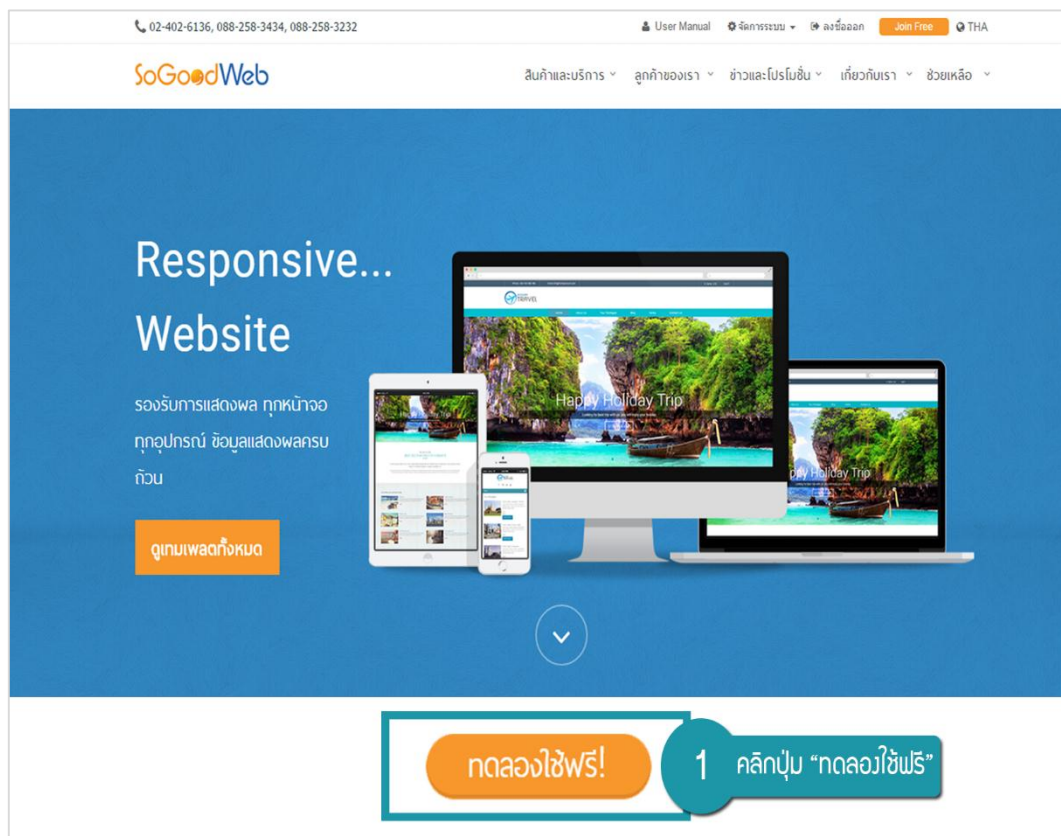 02-402-6136, 088-258-3434, 088-258-3232
User Manual จัดการระบบ ลงชื่อออก Join Free THA
SoGoodWeb
สินค้าและบริการ ลูกค้าของเรา ข่าวและโปรโมชั่น เกี่ยวกับเรา ช่วยเหลือ
Responsive...
Website
รองรับการแสดงผล ทุกหน้าจอ
ทุกอุปกรณ์ ข้อมูลแสดงผลครบ
ถ้วน
ดูเทมเพลตทั้งหมด
TRAVEL
Happy Holiday Trip
Happy Holiday Trip
ppy Holiday Trip
ทดลองใช้ฟรี!
1 คลิกปุ่ม “ทดลองใช้ฟรี”